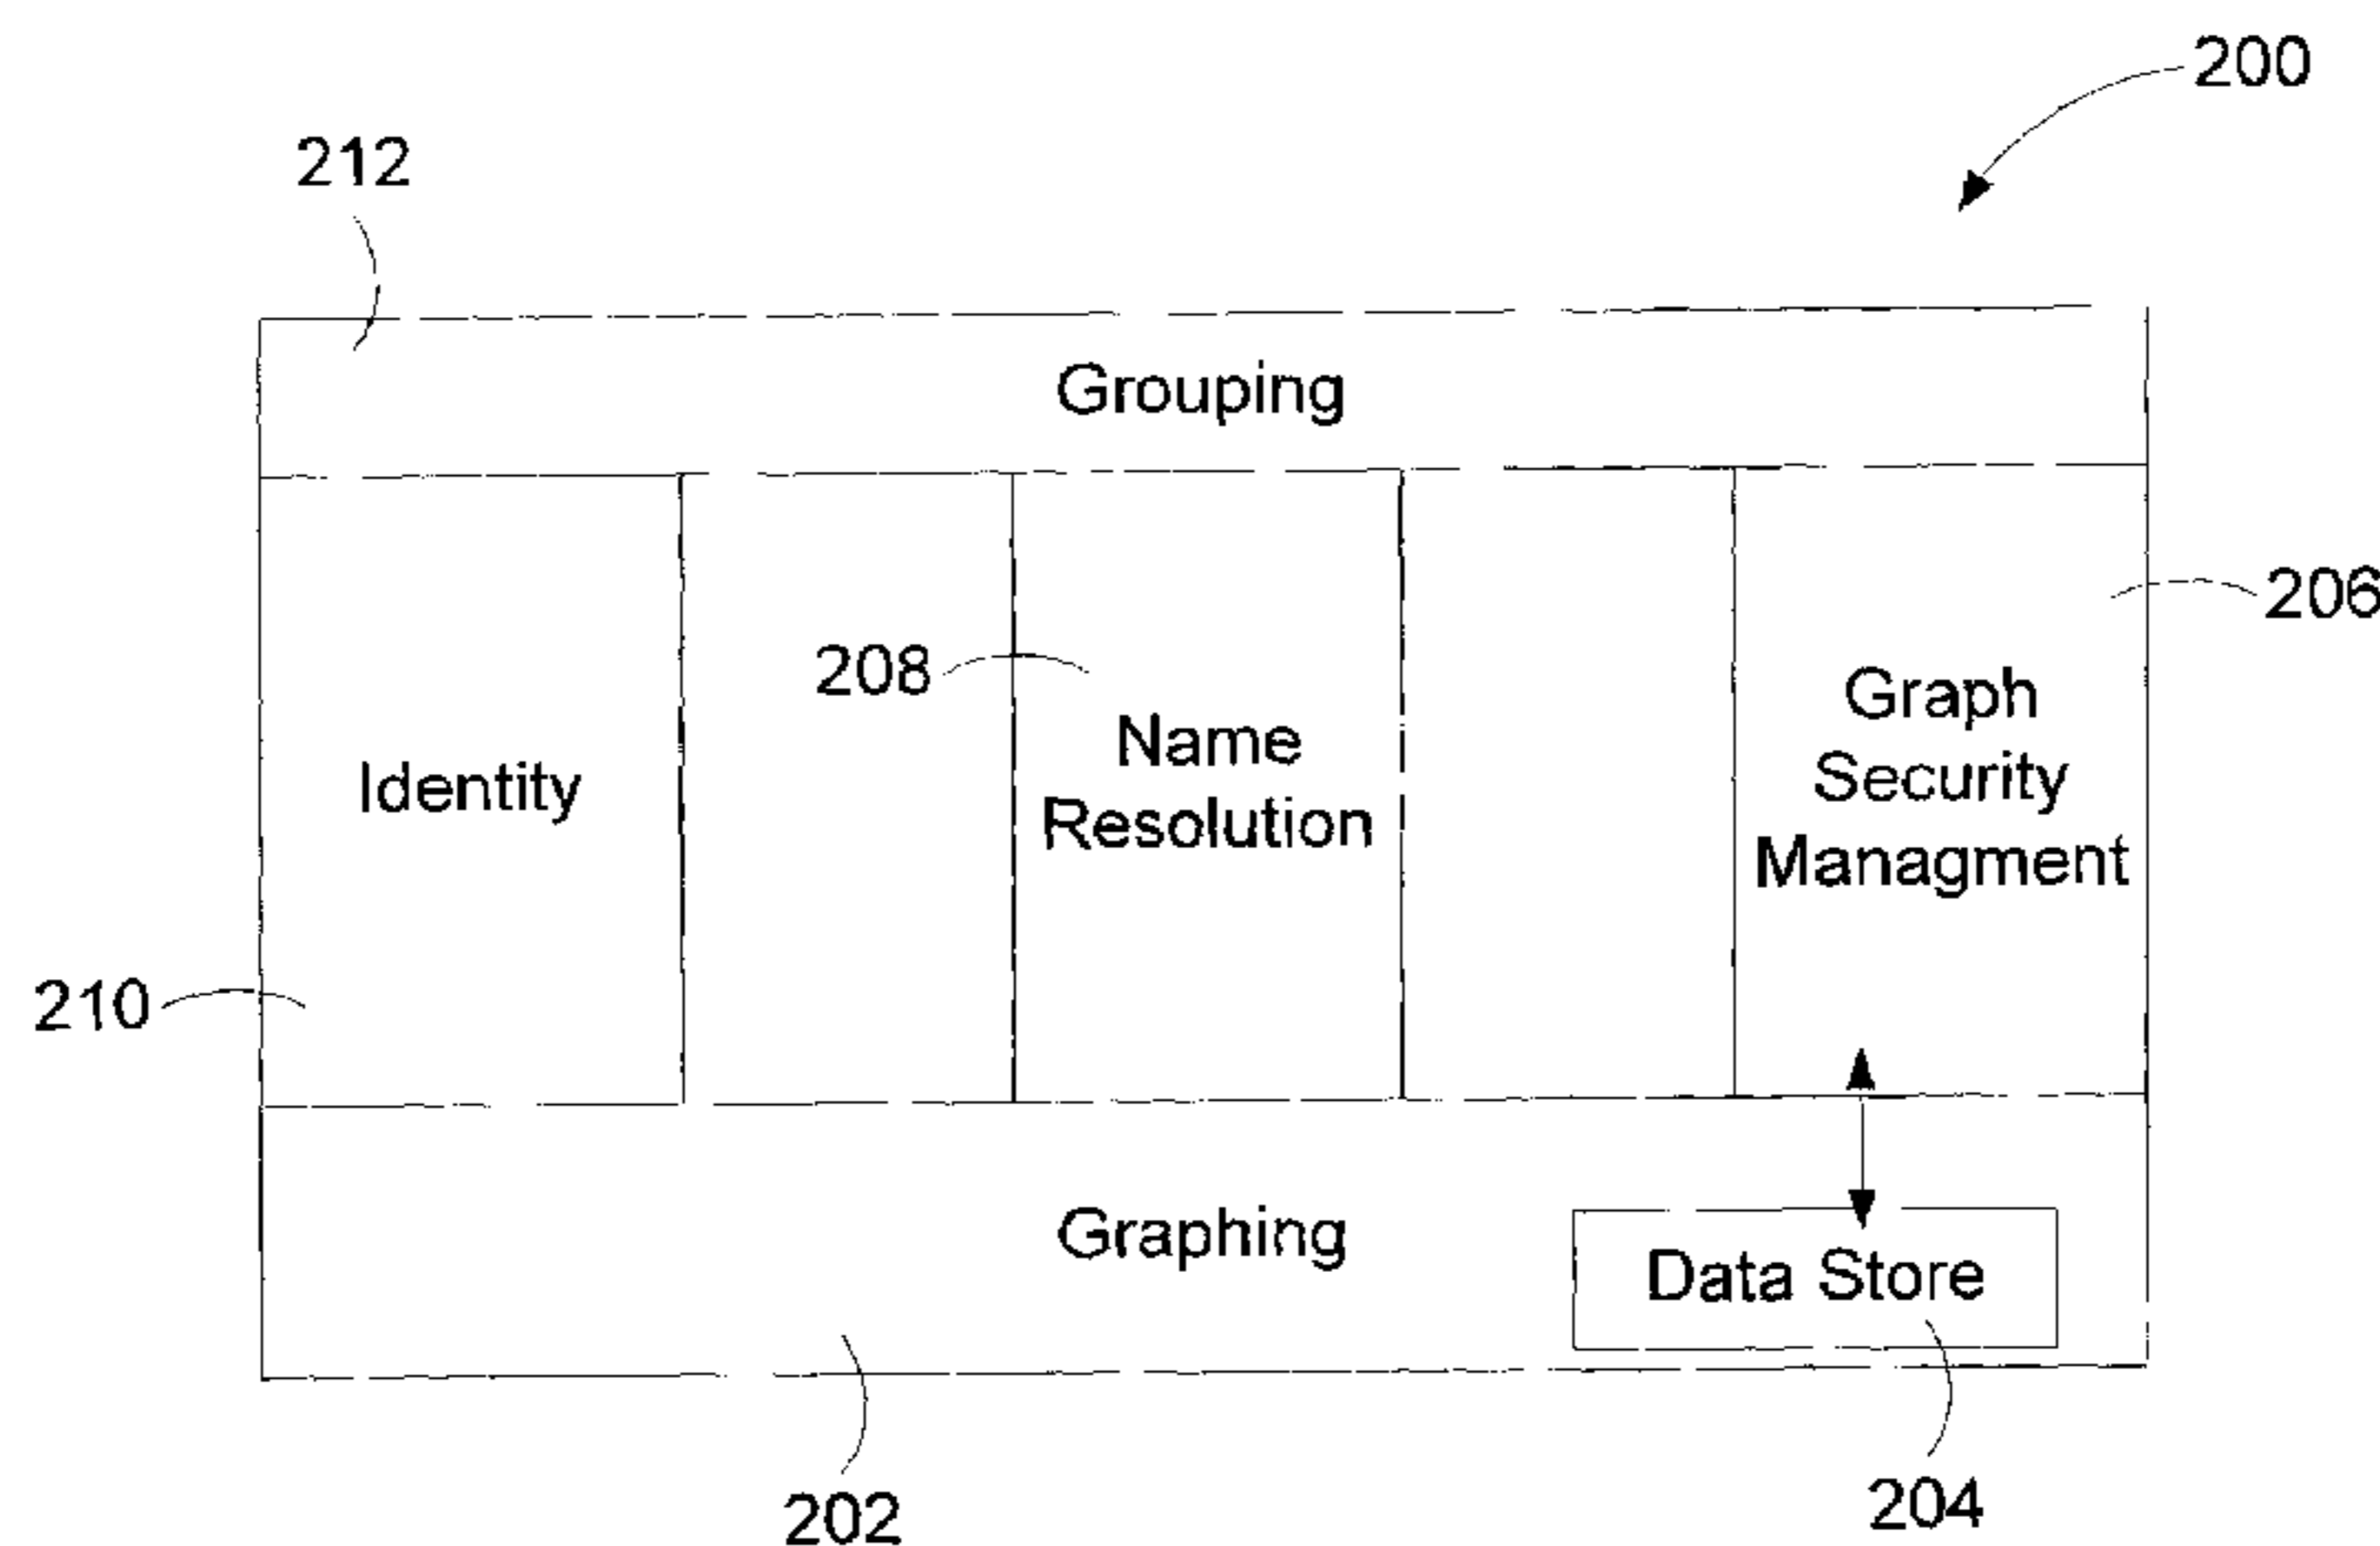 200
212
Grouping
206
208
Graph
Security
Managment
Name
Resolution
Identity
210
Graphing
Data Store
202
204